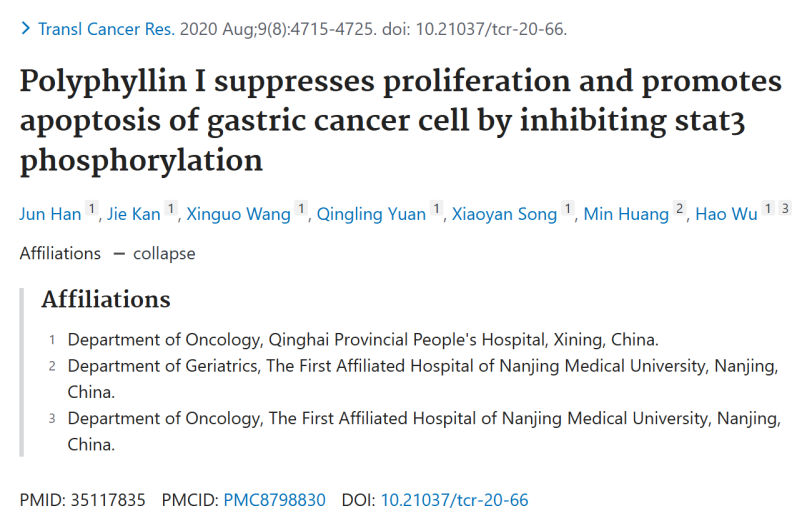 Transl Cancer Res. 2020 Aug;9(8):4715-4725. doi: 10.21037/tcr-20-66.
Polyphyllin I suppresses proliferation and promotes
apoptosis of gastric cancer cell by inhibiting stat3
phosphorylation
Jun Han 1, Jie Kan 1, Xinguo Wang 1, Qingling Yuan 1, Xiaoyan Song 1, Min Huang 2, Hao Wu 1 3
Affiliations − collapse
Affiliations
1 Department of Oncology, Qinghai Provincial People's Hospital, Xining, China.
2 Department of Geriatrics, The First Affiliated Hospital of Nanjing Medical University, Nanjing,
China.
3 Department of Oncology, The First Affiliated Hospital of Nanjing Medical University, Nanjing,
China.
PMID: 35117835 PMCID: PMC8798830 DOI: 10.21037/tcr-20-66